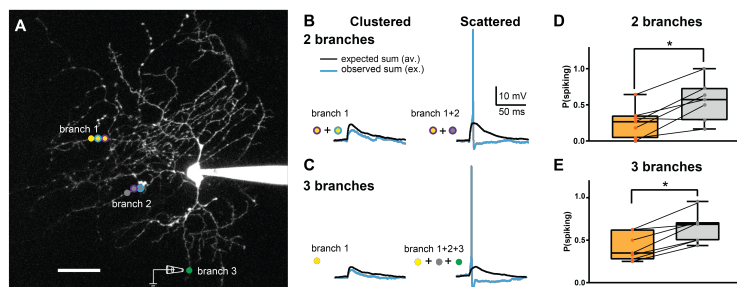 A
branch 1
branch 2
branch 3
B
Clustered
Scattered
2 branches
expected sum (av.)
observed sum (ex.)
10 mV
50 ms
branch 1
+
branch 1+2
+
C
3 branches
branch 1
branch 1+2+3
+ +
D
2 branches
*
P(spiking)
1.0
0.5
0.0
E
3 branches
*
P(spiking)
1.0
0.5
0.0